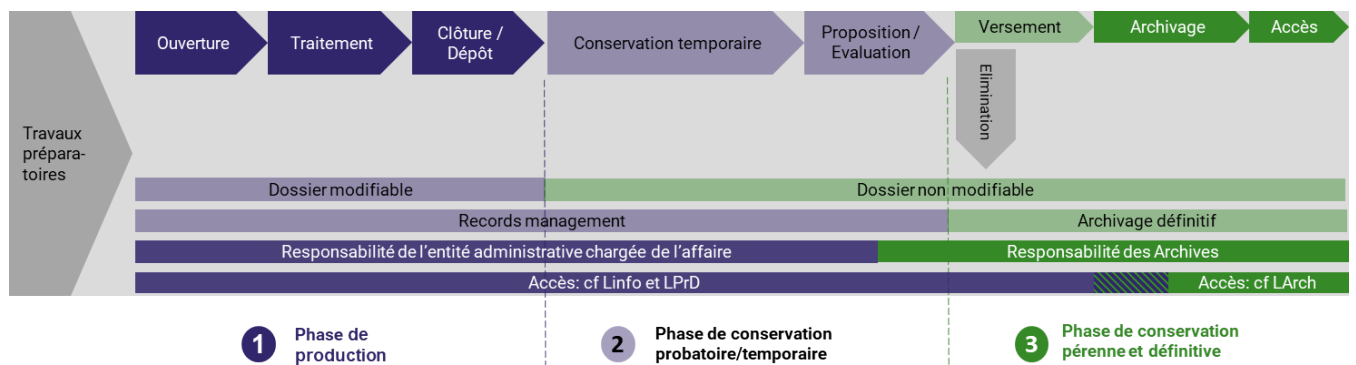 Ouverture
Traitement
Clôture /
Dépôt
Conservation temporaire
Proposition /
Evaluation
Versement
Archivage
Accès
Elimination
Travaux
prépara-
toires
Dossier modifiable
Dossier non modifiable
Records management
Archivage définitif
Responsabilité de l'entité administrative chargée de l'affaire
Responsabilité des Archives
Accès: cf Linfo et LPrD
Accès: cf LArch
1
Phase de
production
2
Phase de conservation
probatoire/temporaire
3
Phase de conservation
pérenne et définitive